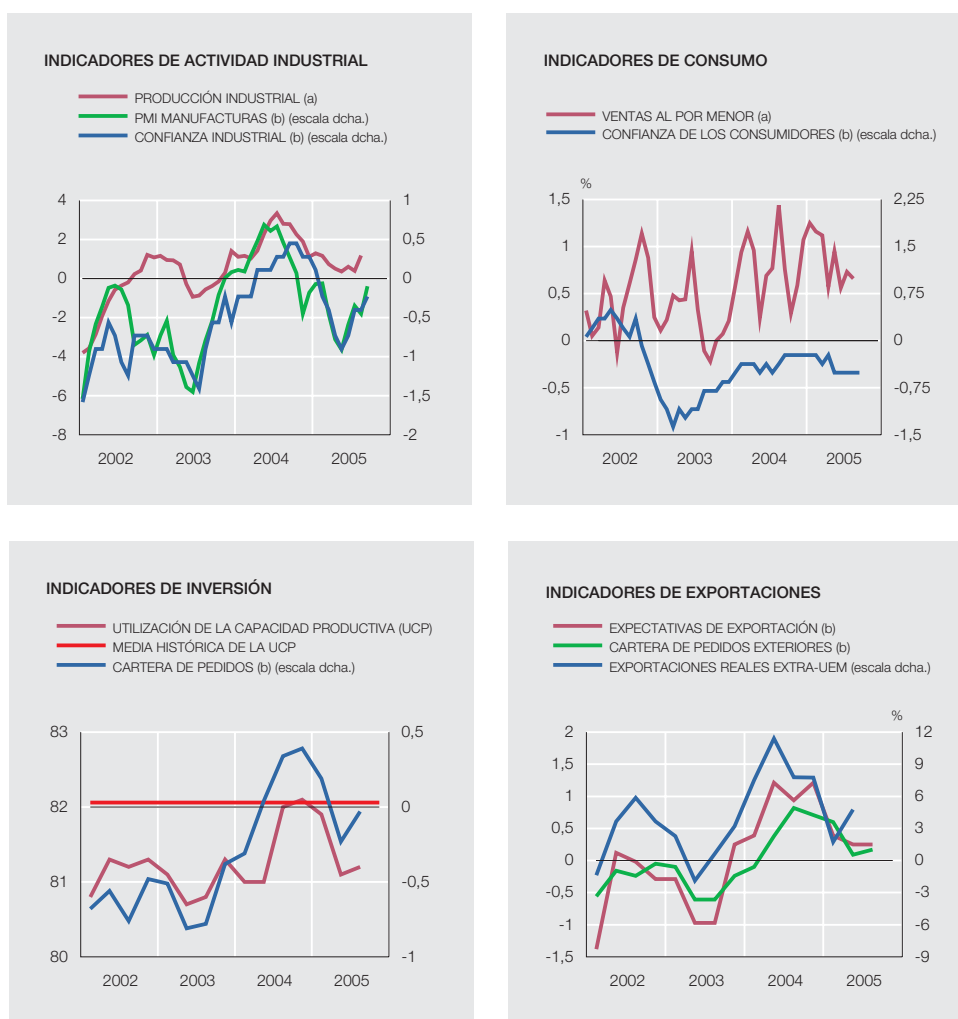 INDICADORES DE ACTIVIDAD INDUSTRIAL
PRODUCCIÓN INDUSTRIAL (a)
PMI MANUFACTURAS (b) (escala dcha.)
CONFIANZA INDUSTRIAL (b) (escala dcha.)
4
2
0
-2
-4
-6
-8
1
0,5
0
-0,5
-1
-1,5
-2
2002 2003 2004 2005
INDICADORES DE CONSUMO
VENTAS AL POR MENOR (a)
CONFIANZA DE LOS CONSUMIDORES (b) (escala dcha.)
%
1,5
1
0,5
0
-0,5
-1
2,25
1,5
0,75
0
-0,75
-1,5
2002 2003 2004 2005
INDICADORES DE INVERSIÓN
UTILIZACIÓN DE LA CAPACIDAD PRODUCTIVA (UCP)
MEDIA HISTÓRICA DE LA UCP
CARTERA DE PEDIDOS (b) (escala dcha.)
83
82
81
80
0,5
0
-0,5
-1
2002 2003 2004 2005
INDICADORES DE EXPORTACIONES
EXPECTATIVAS DE EXPORTACIÓN (b)
CARTERA DE PEDIDOS EXTERIORES (b)
EXPORTACIONES REALES EXTRA-UEM (escala dcha.)
%
2
1,5
1
0,5
0
-0,5
-1
-1,5
12
9
6
3
0
-3
-6
-9
2002 2003 2004 2005